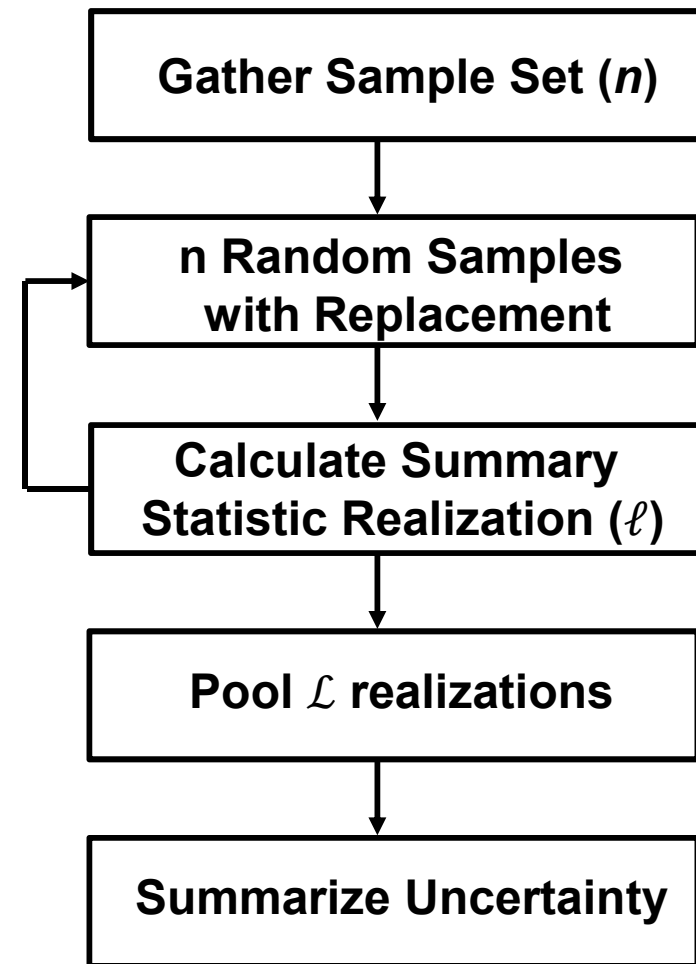 Gather Sample Set (n)
n Random Samples
with Replacement
Calculate Summary
Statistic Realization (ℓ)
Pool ℒ realizations
Summarize Uncertainty